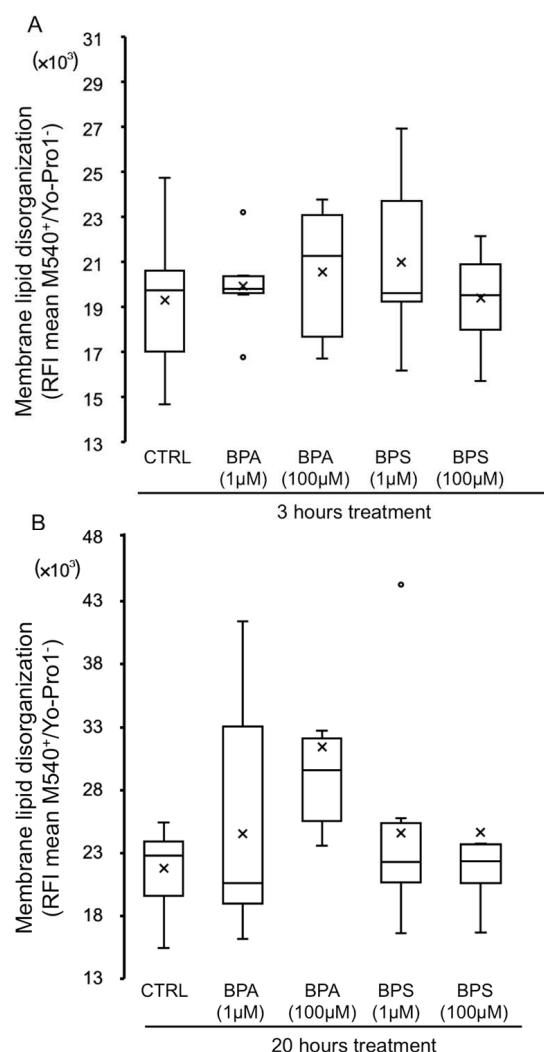 A
(×10³)
Membrane lipid disorganization
(RFI mean M540⁺/Yo-Pro1⁻)
31
29
27
25
23
21
19
17
15
13
CTRL BPA BPA BPS BPS
(1µM) (100µM) (1µM) (100µM)
3 hours treatment
B
(×10³)
Membrane lipid disorganization
(RFI mean M540⁺/Yo-Pro1⁻)
48
43
38
33
28
23
18
13
CTRL BPA BPA BPS BPS
(1µM) (100µM) (1µM) (100µM)
20 hours treatment